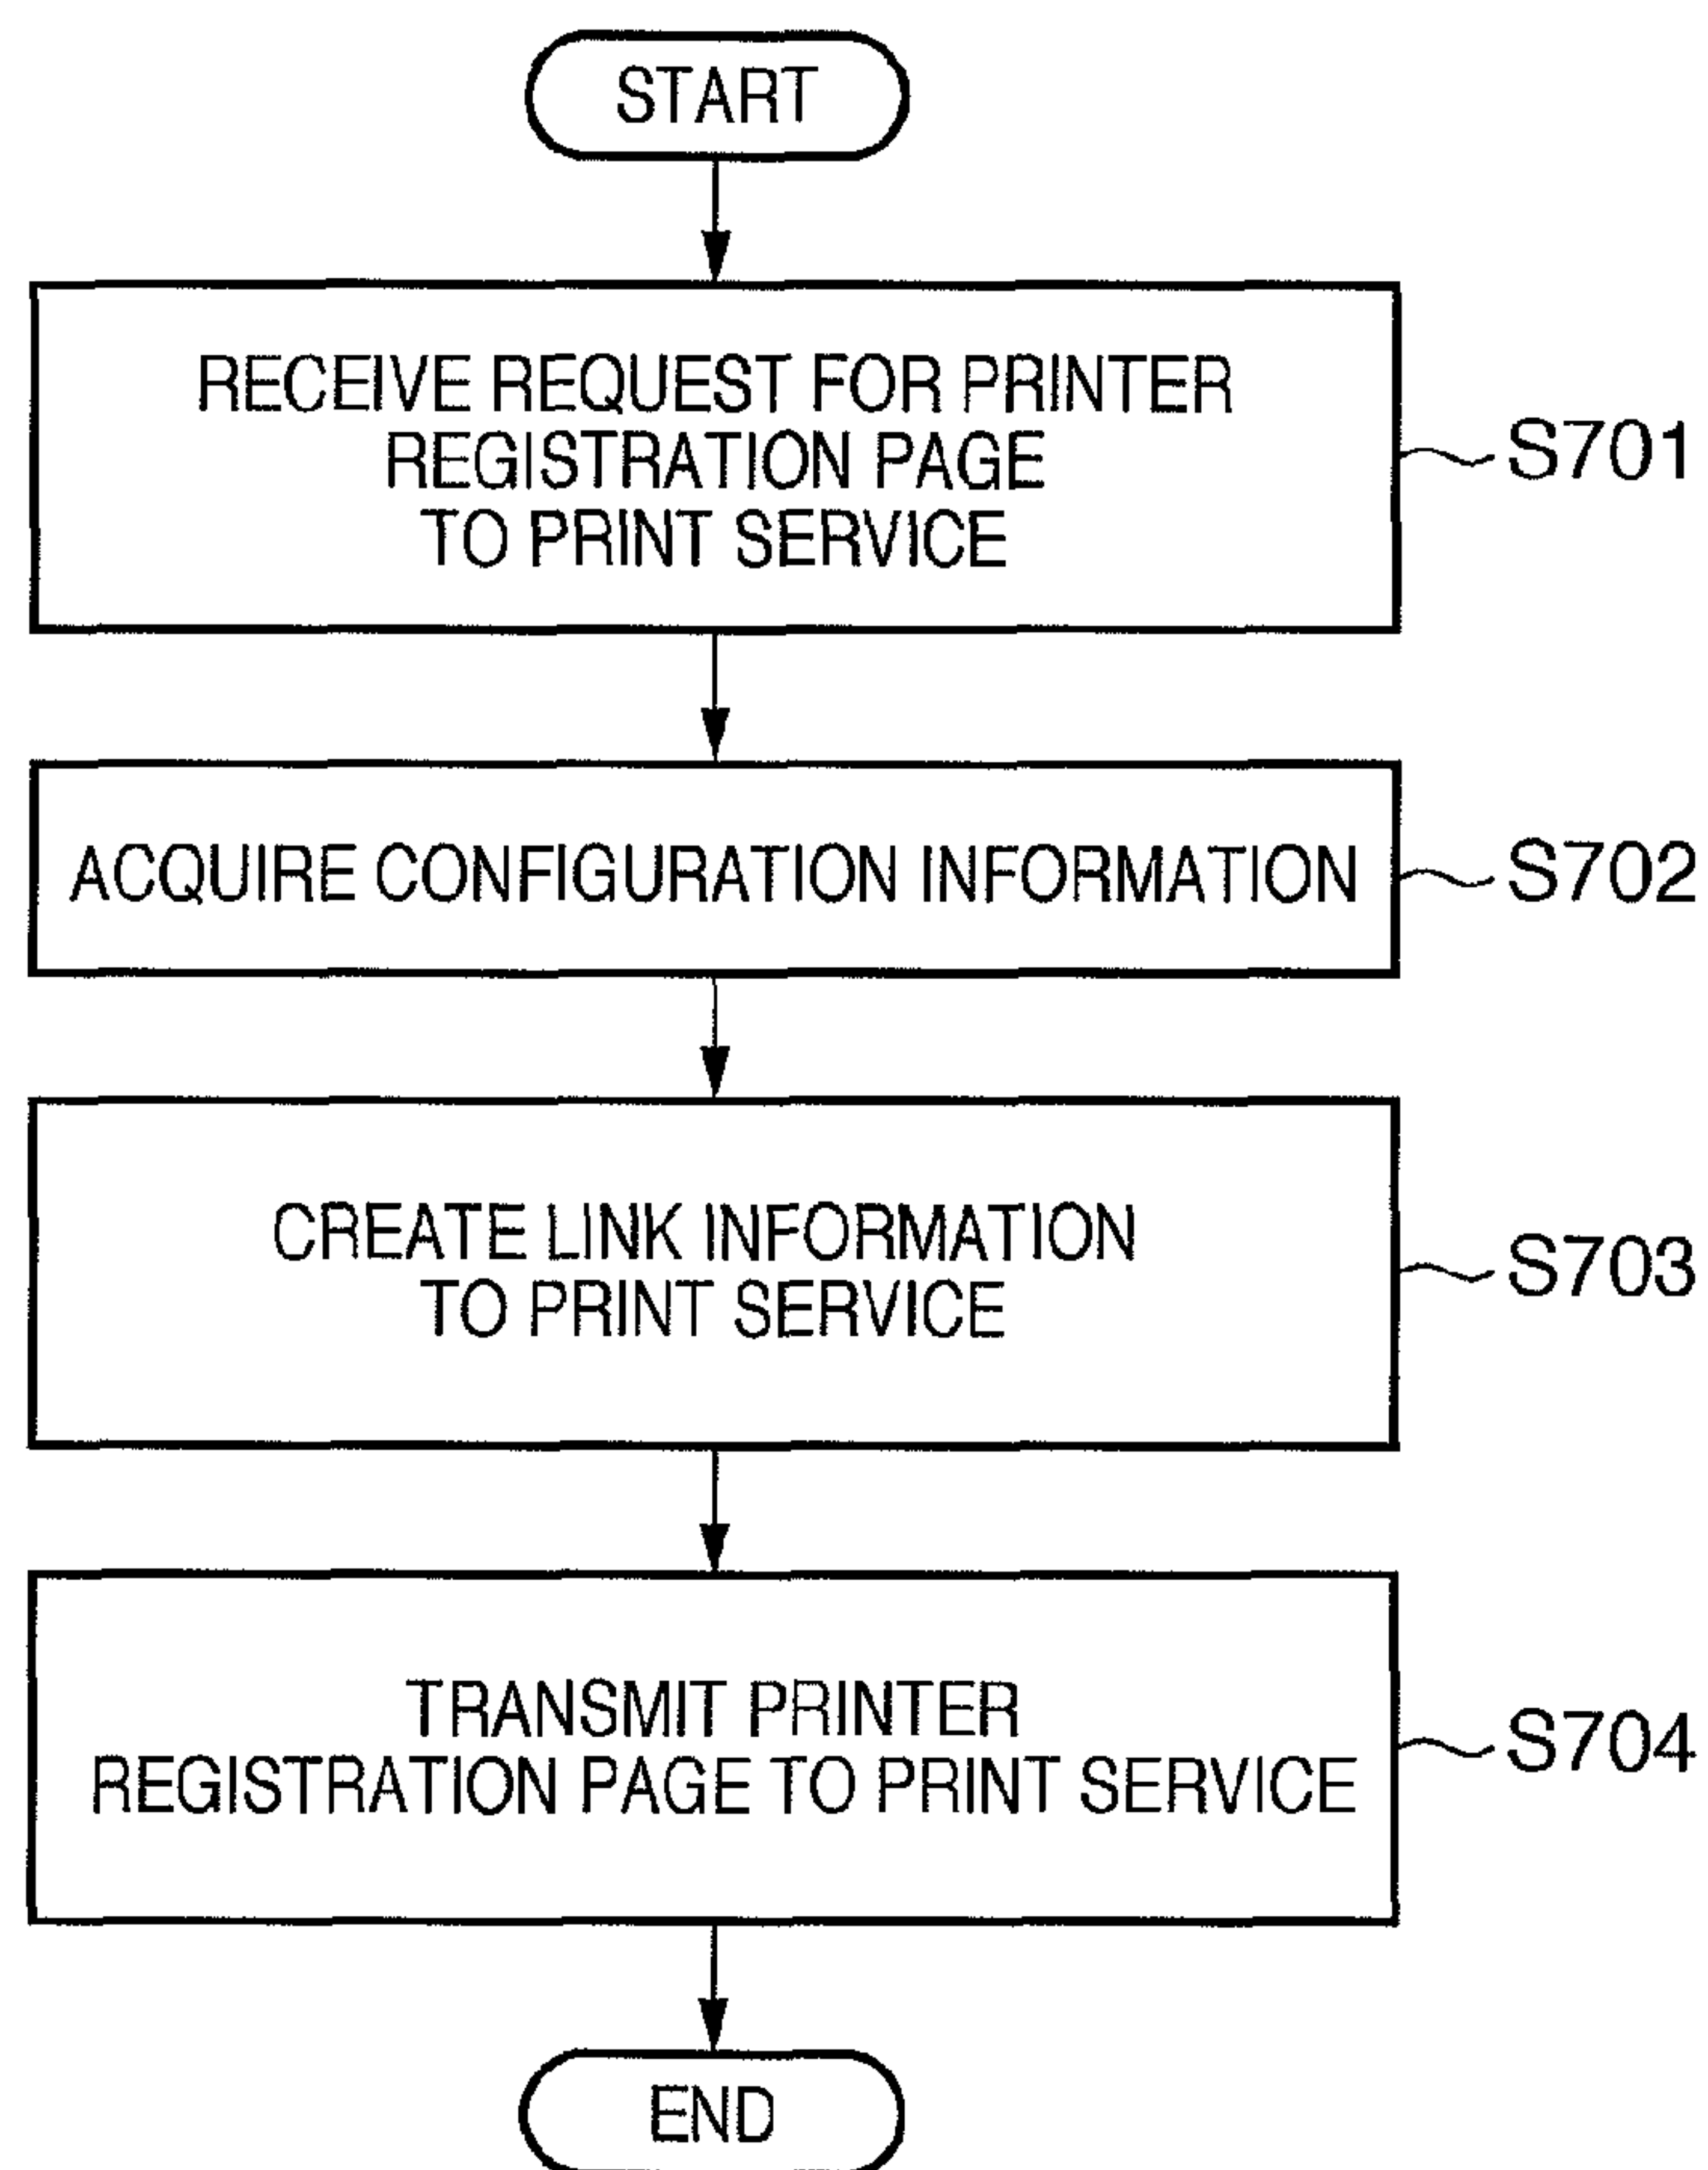 START
RECEIVE REQUEST FOR PRINTER
REGISTRATION PAGE
TO PRINT SERVICE
S701
ACQUIRE CONFIGURATION INFORMATION
S702
CREATE LINK INFORMATION
TO PRINT SERVICE
S703
TRANSMIT PRINTER
REGISTRATION PAGE TO PRINT SERVICE
S704
END